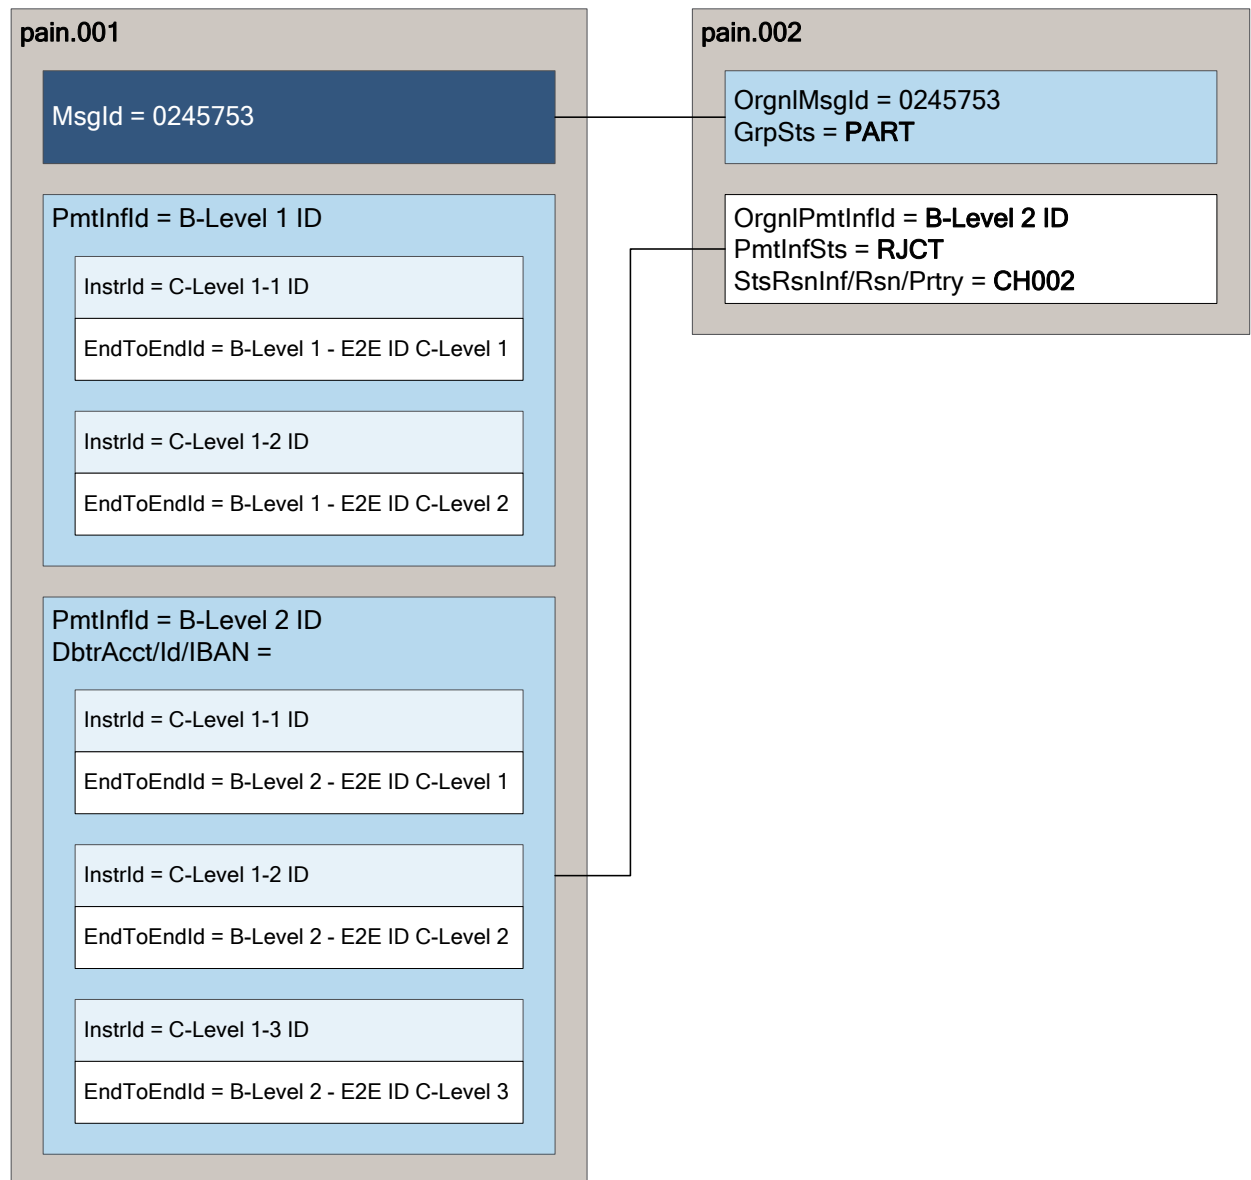 pain.001
MsgId = 0245753
PmtInfId = B-Level 1 ID
InstrId = C-Level 1-1 ID
EndToEndId = B-Level 1 - E2E ID C-Level 1
InstrId = C-Level 1-2 ID
EndToEndId = B-Level 1 - E2E ID C-Level 2
PmtInfId = B-Level 2 ID
DbtrAcct/Id/IBAN =
InstrId = C-Level 1-1 ID
EndToEndId = B-Level 2 - E2E ID C-Level 1
InstrId = C-Level 1-2 ID
EndToEndId = B-Level 2 - E2E ID C-Level 2
InstrId = C-Level 1-3 ID
EndToEndId = B-Level 2 - E2E ID C-Level 3
pain.002
OrgnlMsgId = 0245753
GrpSts = PART
OrgnlPmtInfId = B-Level 2 ID
PmtInfSts = RJCT
StsRsnInf/Rsn/Prtry = CH002